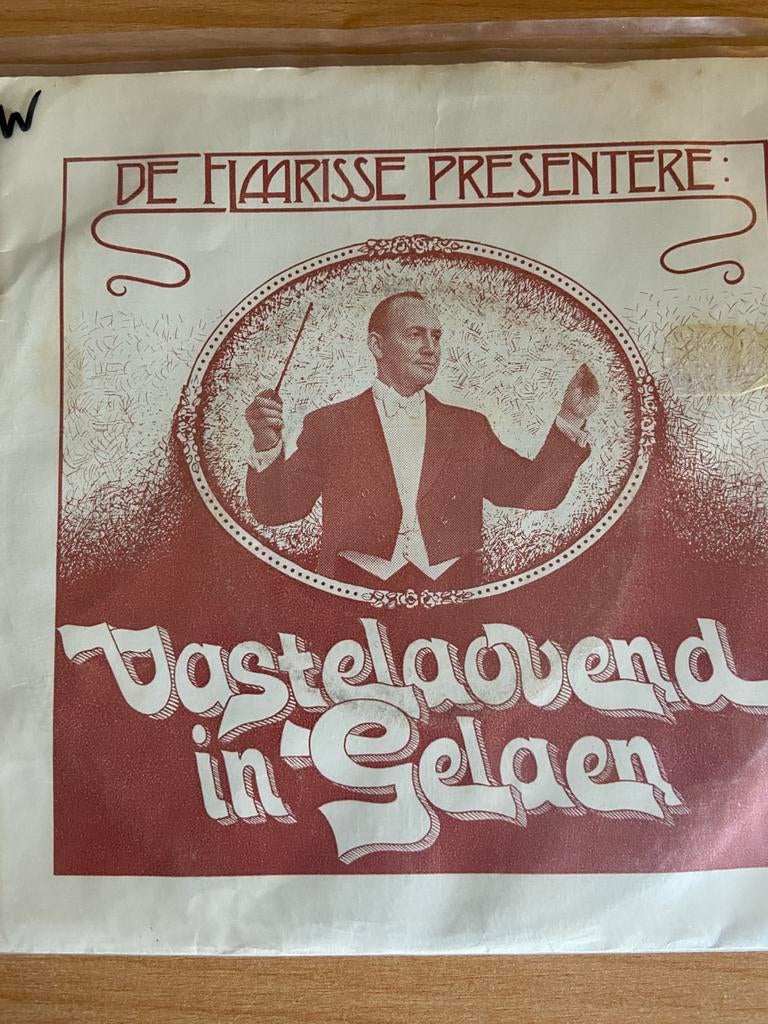 W
DE FLAARISSE PRESENTERE:
Vastelaovend
in Gelaen